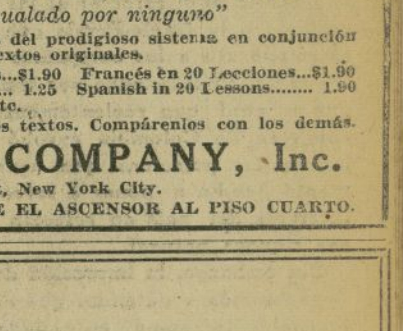 ualado por ninguno"
del prodigioso sistema en conjunción
extos originales.
...$1.90 Francés en 20 Lecciones...$1.90
... 1.25 Spanish in 20 Lessons........ 1.90
tc.
s textos. Compárenlos con los demás.
COMPANY, Inc.
, New York City.
E EL ASCENSOR AL PISO CUARTO.